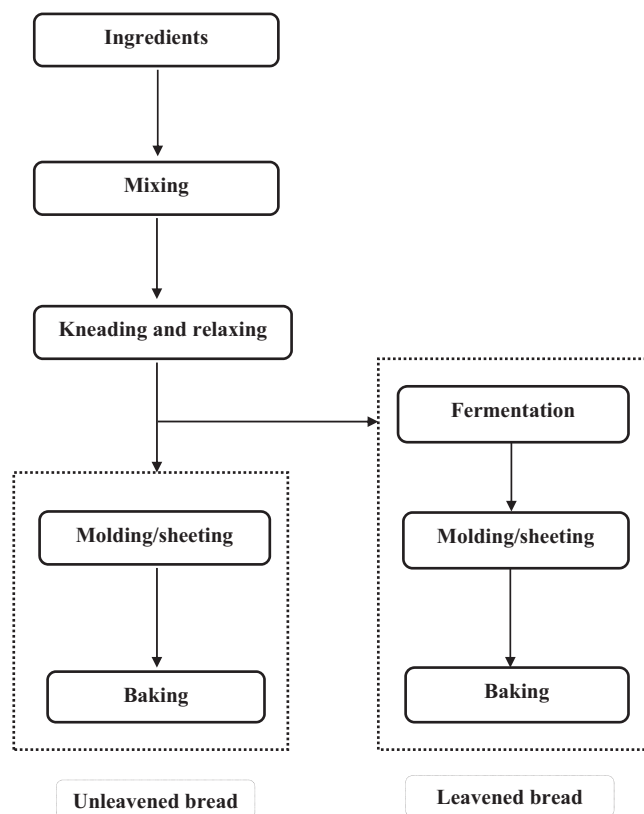 Ingredients
Mixing
Kneading and relaxing
Fermentation
Molding/sheeting
Molding/sheeting
Baking
Baking
Unleavened bread
Leavened bread